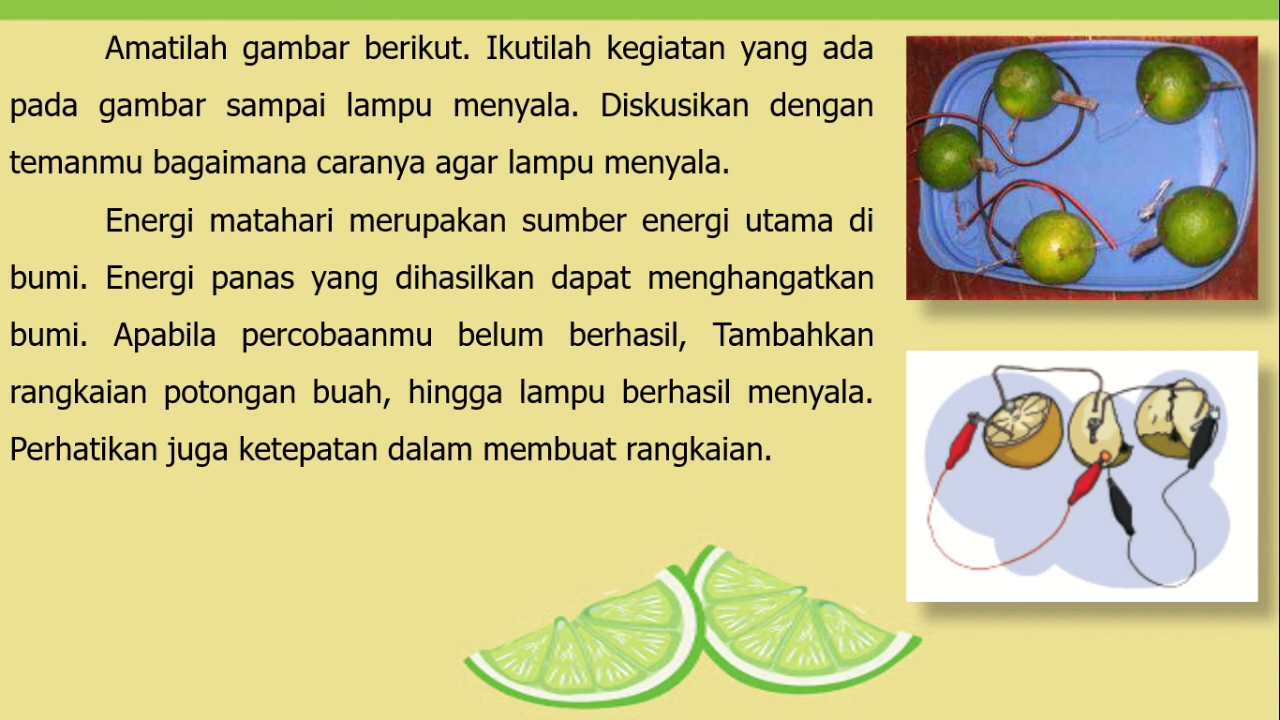 Amatilah gambar berikut. Ikutilah kegiatan yang ada
pada gambar sampai lampu menyala. Diskusikan dengan
temanmu bagaimana caranya agar lampu menyala.
Energi matahari merupakan sumber energi utama di
bumi. Energi panas yang dihasilkan dapat menghangatkan
bumi. Apabila percobaanmu belum berhasil, Tambahkan
rangkaian potongan buah, hingga lampu berhasil menyala.
Perhatikan juga ketepatan dalam membuat rangkaian.